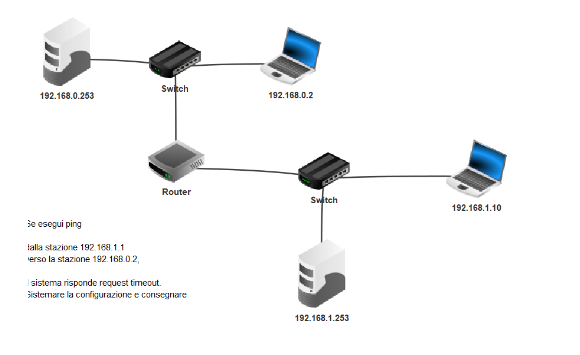 192.168.0.253
Switch
192.168.0.2
Router
Switch
192.168.1.10
Se esegui ping
dalla stazione 192.168.1.1
verso la stazione 192.168.0.2,
l sistema risponde request timeout.
Sistemare la configurazione e consegnare
192.168.1.253